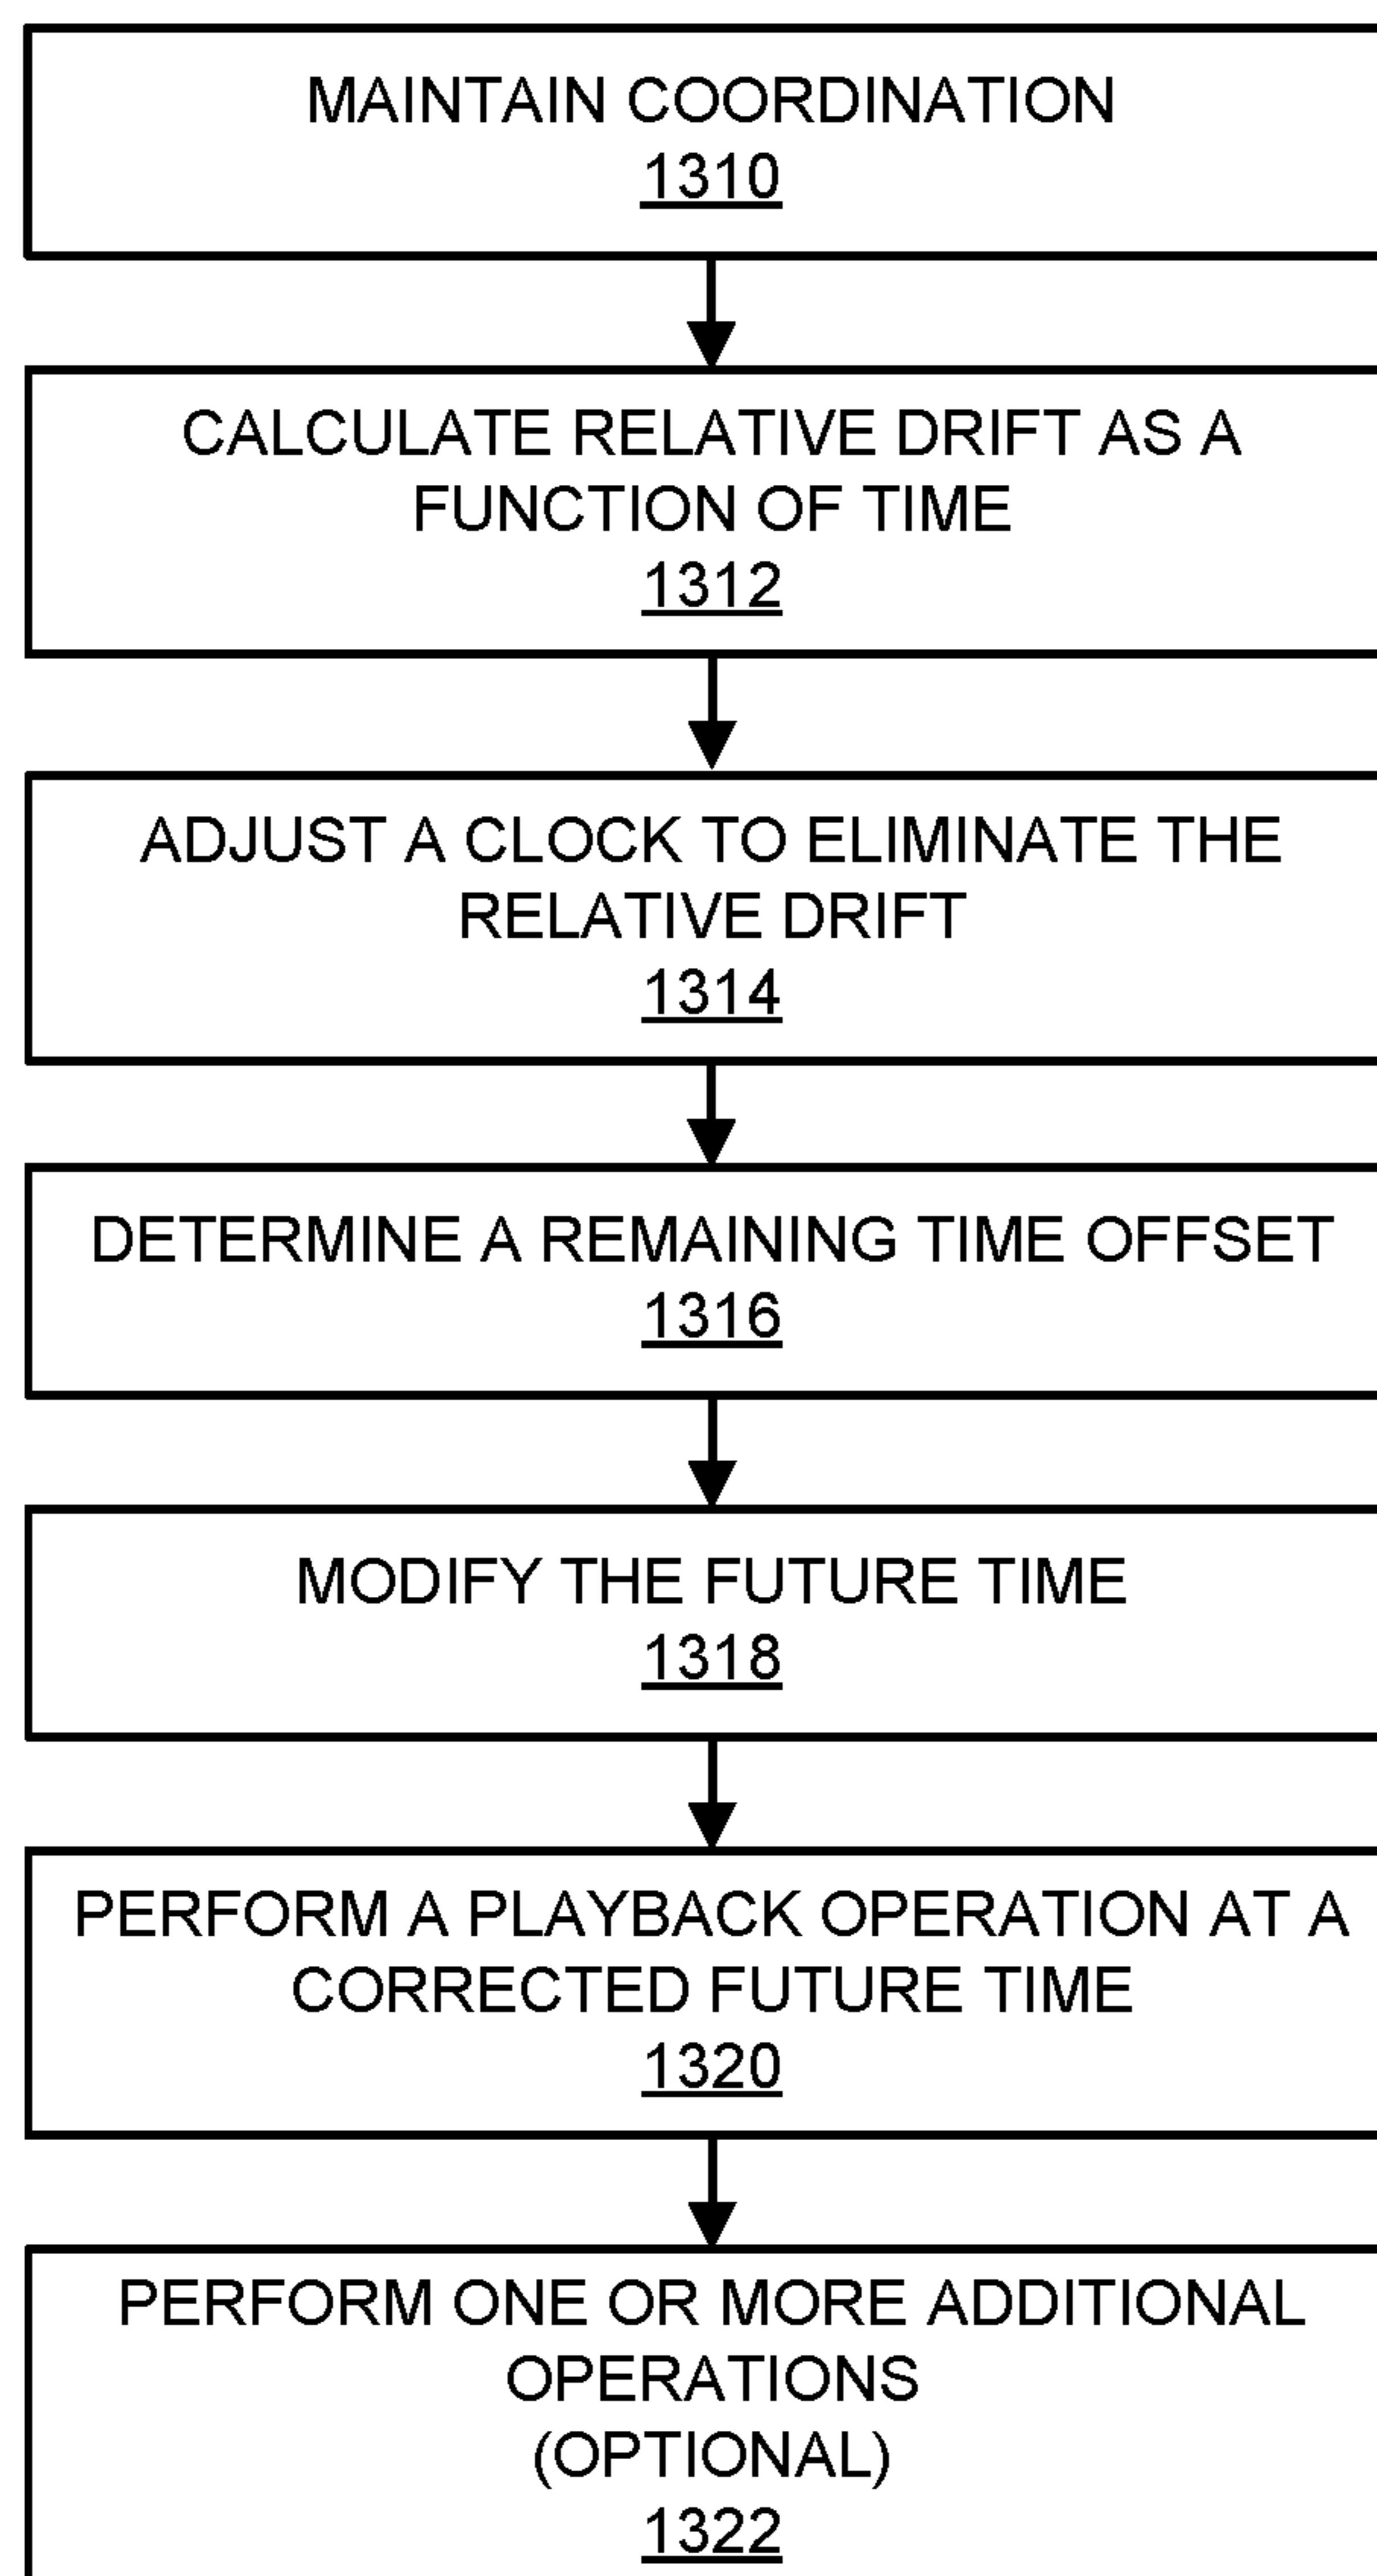 MAINTAIN COORDINATION
1310
CALCULATE RELATIVE DRIFT AS A
FUNCTION OF TIME
1312
ADJUST A CLOCK TO ELIMINATE THE
RELATIVE DRIFT
1314
DETERMINE A REMAINING TIME OFFSET
1316
MODIFY THE FUTURE TIME
1318
PERFORM A PLAYBACK OPERATION AT A
CORRECTED FUTURE TIME
1320
PERFORM ONE OR MORE ADDITIONAL
OPERATIONS
(OPTIONAL)
1322